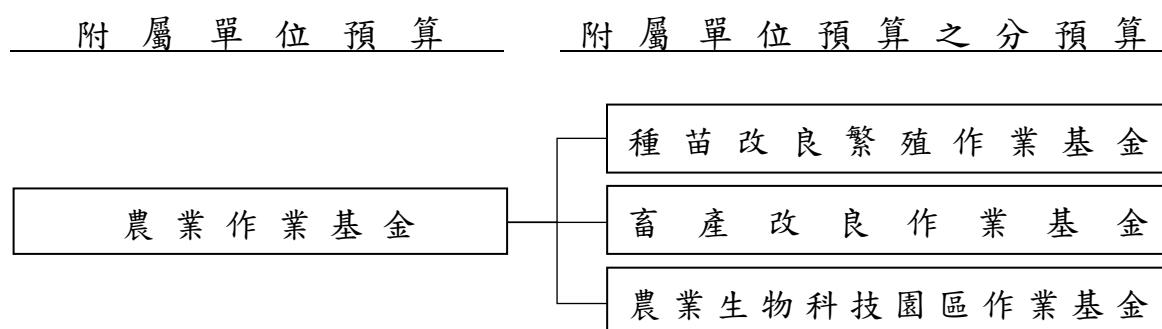 附屬單位預算
附屬單位預算之分預算
種苗改良繁殖作業基金
農業作業基金
畜產改良作業基金
農業生物科技園區作業基金